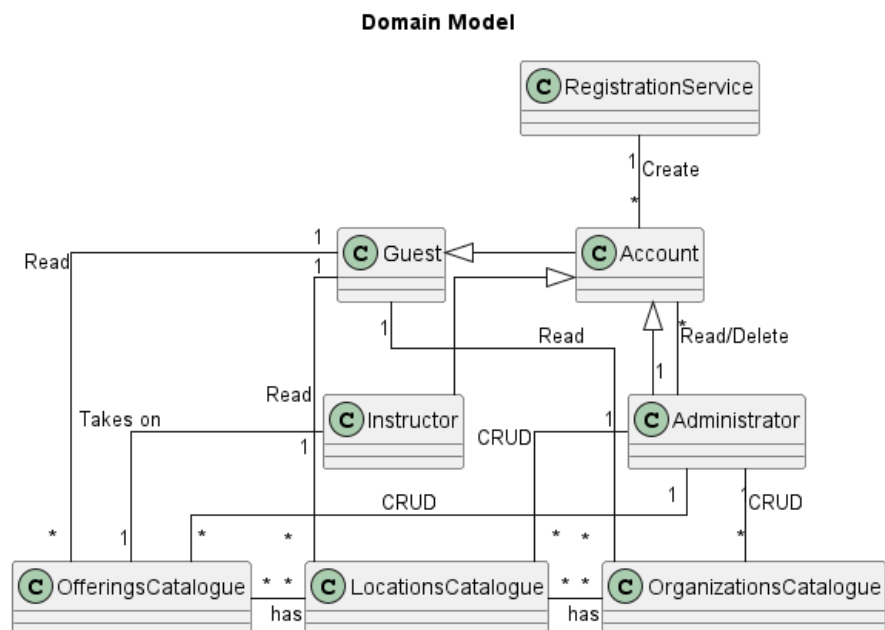 Domain Model
C RegistrationService
1
Create
*
1
C Guest
C Account
Read
1
1
Read
*
Read/Delete
1
Read
Takes on
C Instructor
1
1
C Administrator
CRUD
CRUD
1
1
CRUD
*
1
*
*
*
*
*
C OfferingsCatalogue
* *
has
C LocationsCatalogue
* *
has
C OrganizationsCatalogue